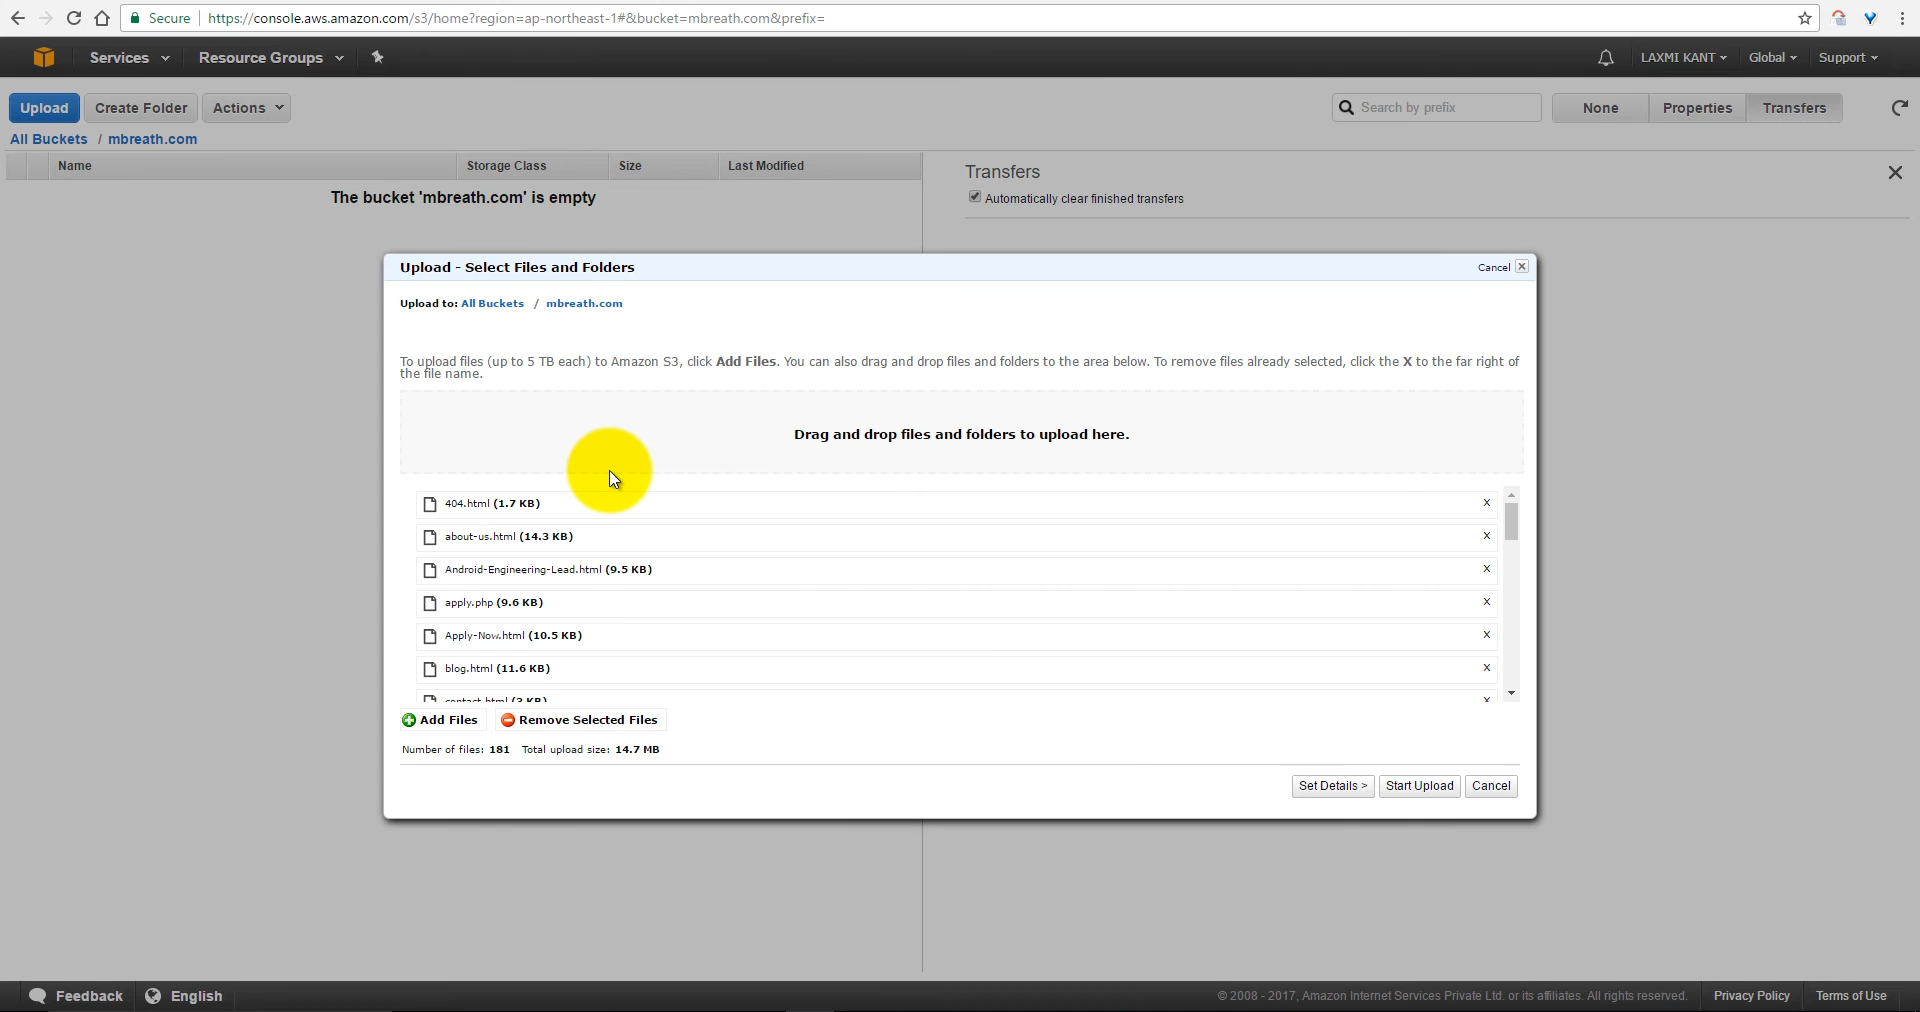 Secure https://console.aws.amazon.com/s3/home?region=ap-northeast-1#&bucket=mbreath.com&prefix=
Services Resource Groups LAXMI KANT Global Support
Upload Create Folder Actions Search by prefix None Properties Transfers
All Buckets / mbreath.com
Name Storage Class Size Last Modified
Transfers
The bucket 'mbreath.com' is empty
Automatically clear finished transfers
Upload - Select Files and Folders Cancel
Upload to: All Buckets / mbreath.com
To upload files (up to 5 TB each) to Amazon S3, click Add Files. You can also drag and drop files and folders to the area below. To remove files already selected, click the X to the far right of
the file name.
Drag and drop files and folders to upload here.
404.html (1.7 KB) X
about-us.html (14.3 KB) X
Android-Engineering-Lead.html (9.5 KB) X
apply.php (9.6 KB) X
Apply-Now.html (10.5 KB) X
blog.html (11.6 KB) X
contact.html (3 KB) X
Add Files Remove Selected Files
Number of files: 181 Total upload size: 14.7 MB
Set Details > Start Upload Cancel
Feedback English © 2008 - 2017, Amazon Internet Services Private Ltd. or its affiliates. All rights reserved. Privacy Policy Terms of Use